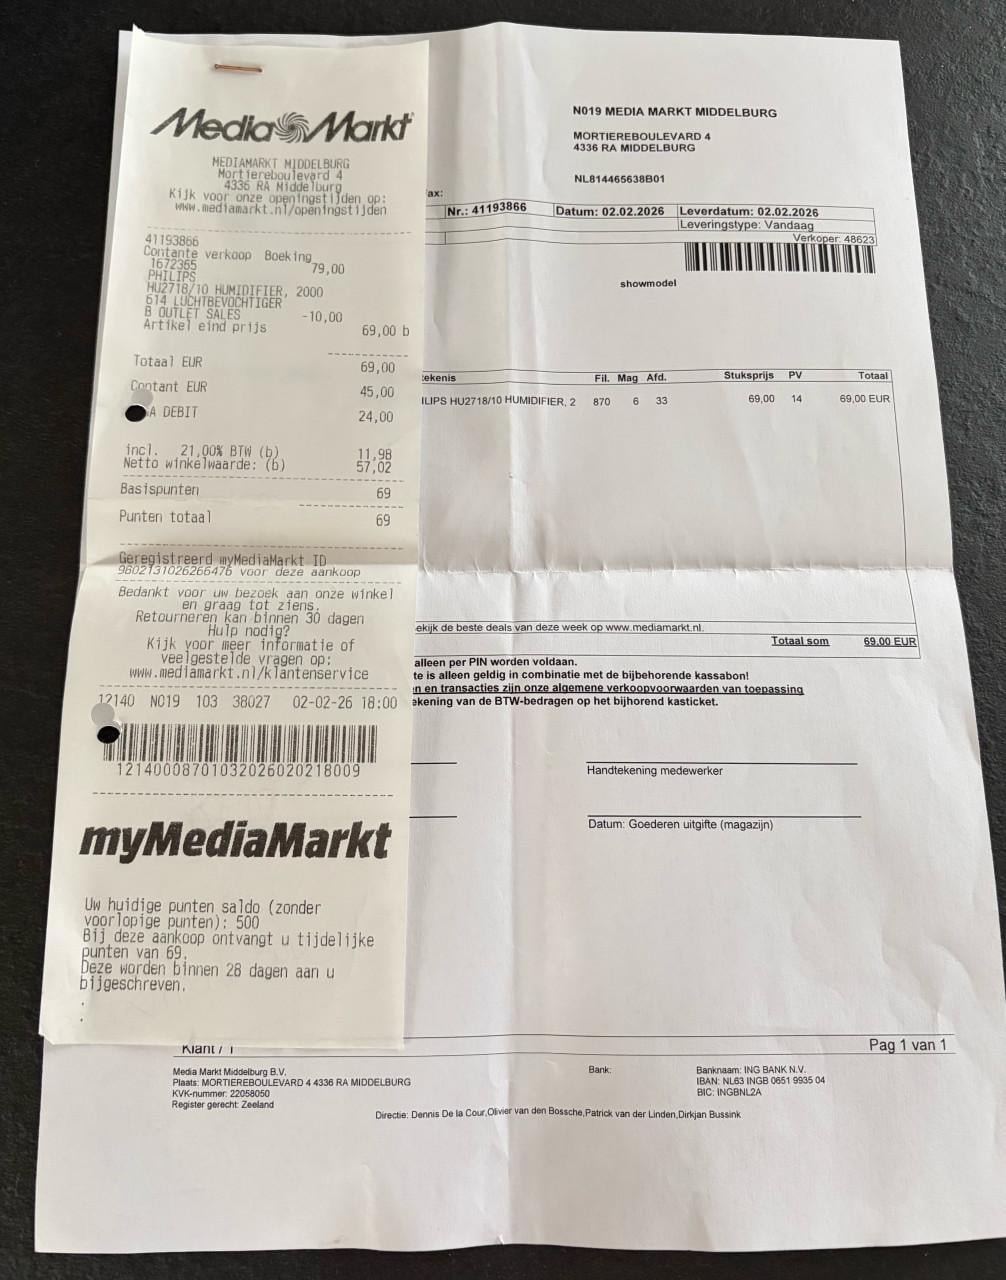 MediaMarkt
MEDIAMARKT MIDDELBURG
Mortiereboulevard 4
4336 RA Middelburg
Kijk voor onze openingstijden op:
www.mediamarkt.nl/openingstijden
41193866
Contante verkoop Boeking
1672365 79,00
PHILIPS
HU2718/10 HUMIDIFIER, 2000
614 LUCHTBEVOCHTIGER
B OUTLET SALES -10,00
Artikel eind prijs 69,00 b
Totaal EUR 69,00
Contant EUR 45,00
A DEBIT 24,00
incl. 21,00% BTW (b) 11,98
Netto winkelwaarde: (b) 57,02
Basispunten 69
Punten totaal 69
Geregistreerd myMediaMarkt ID
9802131026266476 voor deze aankoop
Bedankt voor uw bezoek aan onze winkel
en graag tot ziens.
Retourneren kan binnen 30 dagen
Hulp nodig?
Kijk voor meer informatie of
veelgestelde vragen op:
www.mediamarkt.nl/klantenservice
12140 N019 103 38027 02-02-26 18:00
1214000870103202602021 8009
myMediaMarkt
Uw huidige punten saldo (zonder
voorlopige punten): 500
Bij deze aankoop ontvangt u tijdelijke
punten van 69.
Deze worden binnen 28 dagen aan u
bijgeschreven.
.
.
N019 MEDIA MARKT MIDDELBURG
MORTIEREBOULEVARD 4
4336 RA MIDDELBURG
NL814465638B01
ax:
Nr.: 41193866 Datum: 02.02.2026 Leverdatum: 02.02.2026
Leveringstype: Vandaag
Verkoper: 48623
showmodel
tekenis Fil. Mag Afd. Stuksprijs PV Totaal
ILIPS HU2718/10 HUMIDIFIER, 2 870 6 33 69,00 14 69,00 EUR
ekijk de beste deals van deze week op www.mediamarkt.nl.
Totaal som 69,00 EUR
alleen per PIN worden voldaan.
te is alleen geldig in combinatie met de bijbehorende kassabon!
n en transacties zijn onze algemene verkoopvoorwaarden van toepassing
ekening van de BTW-bedragen op het bijhorend kasticket.
Handtekening medewerker
Datum: Goederen uitgifte (magazijn)
Klant / 1
Pag 1 van 1
Media Markt Middelburg B.V.
Plaats: MORTIEREBOULEVARD 4 4336 RA MIDDELBURG
KVK-nummer: 22058050
Register gerecht: Zeeland
Bank:
Banknaam: ING BANK N.V.
IBAN: NL63 INGB 0651 9935 04
BIC: INGBNL2A
Directie: Dennis De la Cour,Olivier van den Bossche,Patrick van der Linden,Dirkjan Bussink